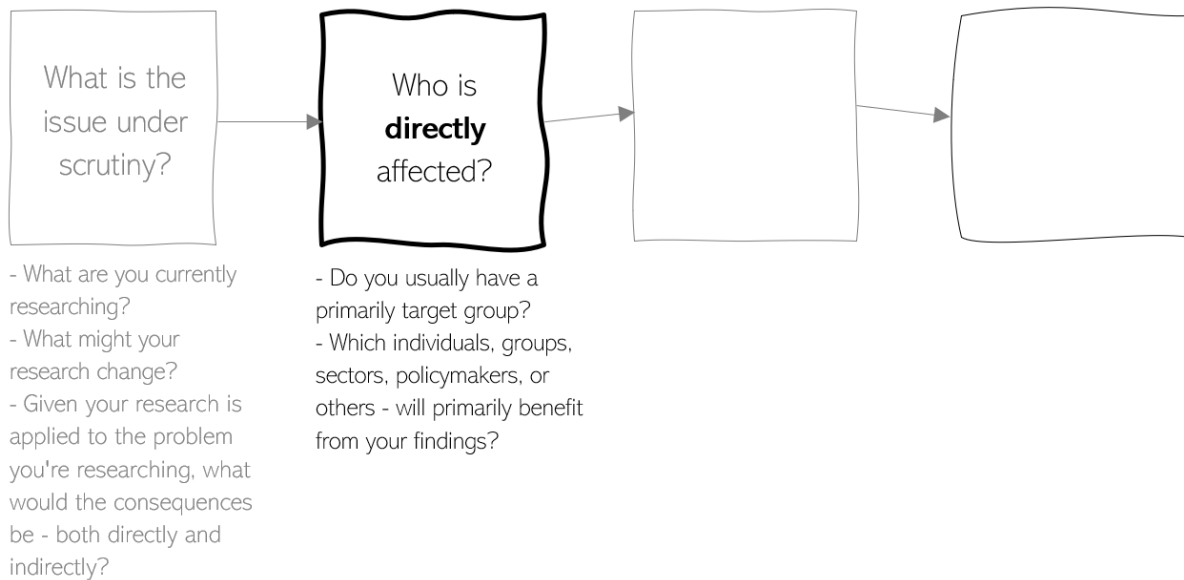 What is the
issue under
scrutiny?
Who is
directly
affected?
- What are you currently
researching?
- What might your
research change?
- Given your research is
applied to the problem
you're researching, what
would the consequences
be - both directly and
indirectly?
- Do you usually have a
primarily target group?
- Which individuals, groups,
sectors, policymakers, or
others - will primarily benefit
from your findings?